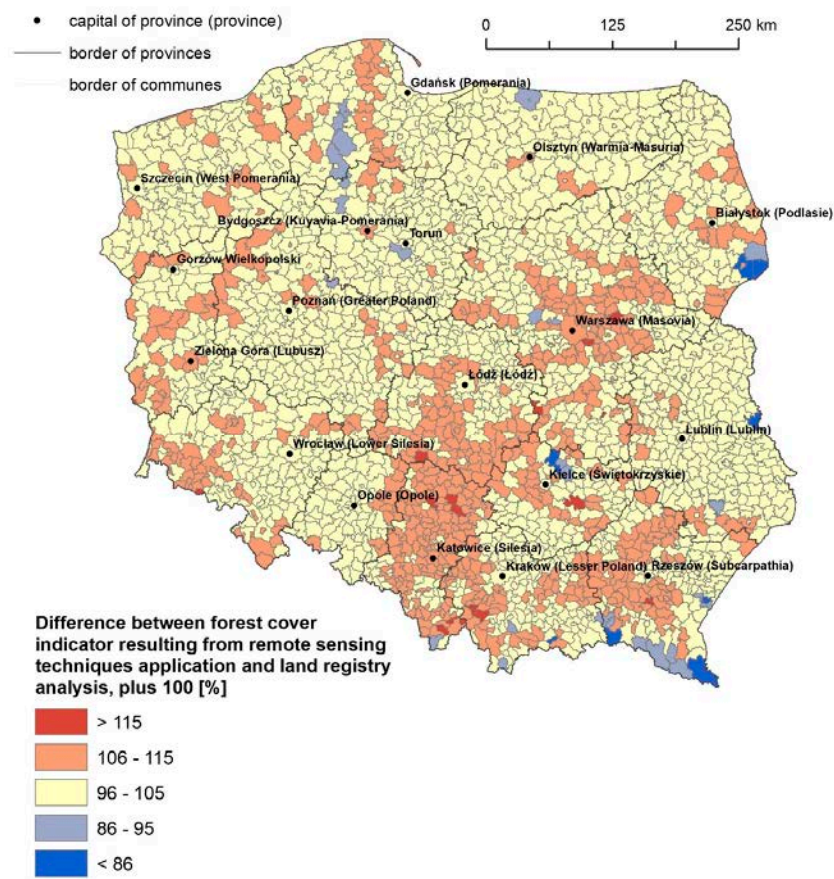 capital of province (province)
border of provinces
border of communes
0 125 250 km
Gdańsk (Pomerania)
Olsztyn (Warmia-Masuria)
Szczecin (West Pomerania)
Białystok (Podlasie)
Bydgoszcz (Kuyavia-Pomerania)
Toruń
Gorzów Wielkopolski
Poznań (Greater Poland)
Warszawa (Masovia)
Zielona Góra (Lubusz)
Łódź (Łódź)
Lublin (Lublin)
Wrocław (Lower Silesia)
Kielce (Świętokrzyskie)
Opole (Opole)
Katowice (Silesia)
Kraków (Lesser Poland)
Rzeszów (Subcarpathia)
Difference between forest cover
indicator resulting from remote sensing
techniques application and land registry
analysis, plus 100 [%]
> 115
106 - 115
96 - 105
86 - 95
< 86